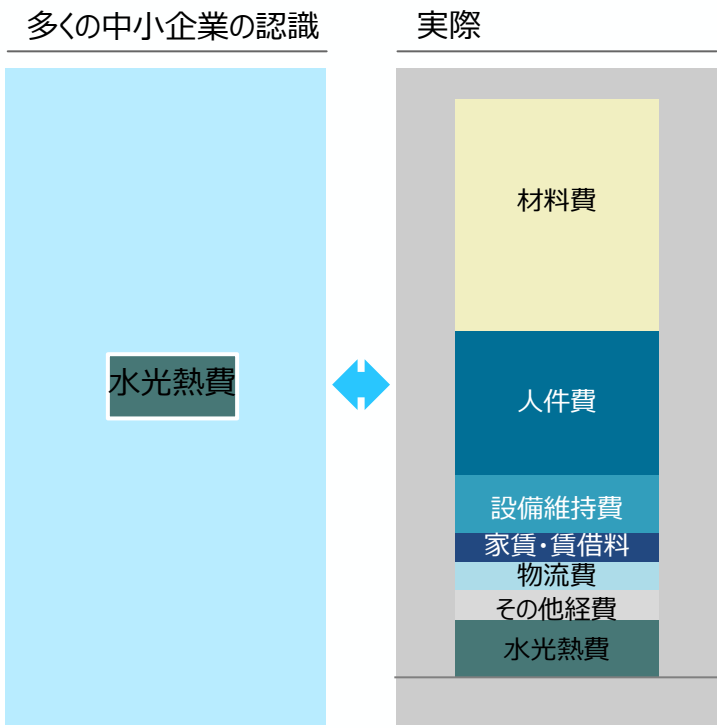 多くの中小企業の認識
実際
水光熱費
材料費
人件費
設備維持費
家賃・賃借料
物流費
その他経費
水光熱費